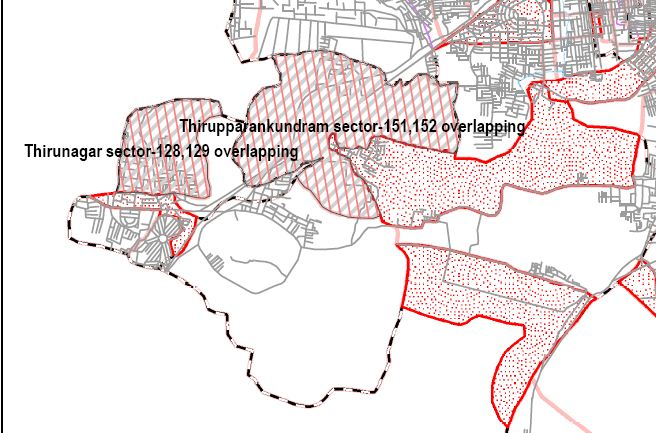 Thirupparankundram sector-151,152 overlapping
Thirunagar sector-128,129 overlapping